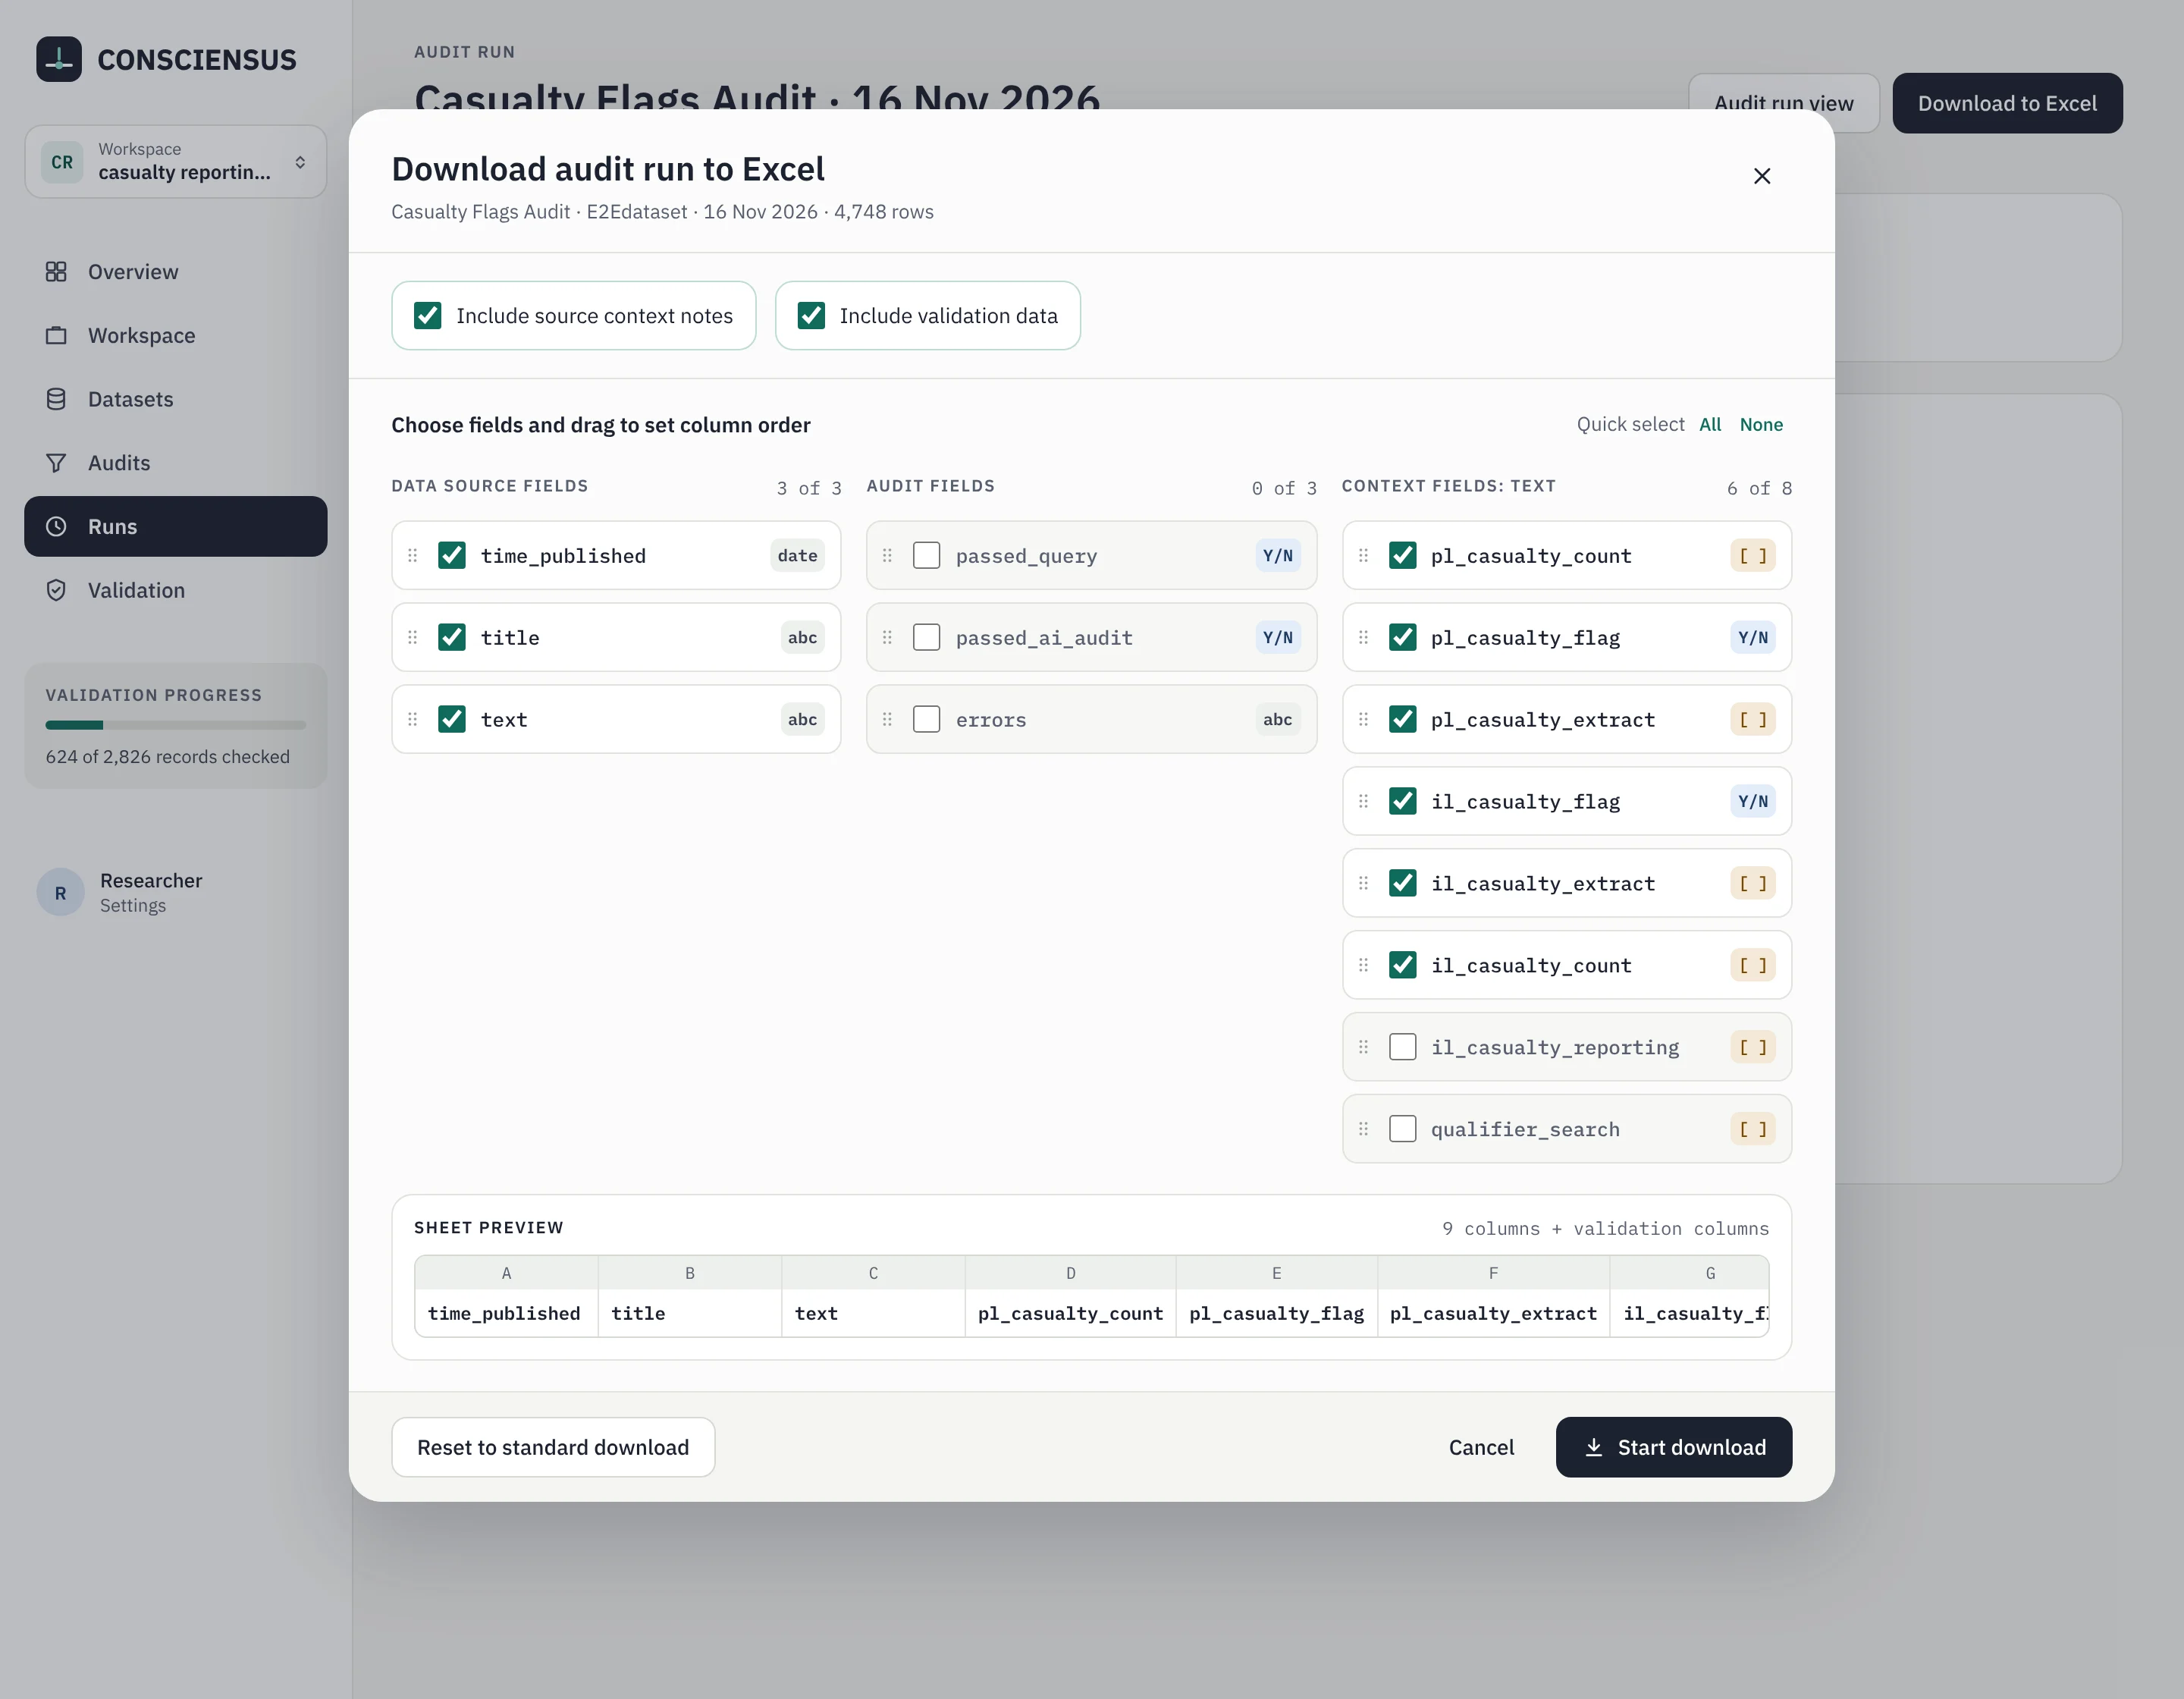 CONSCIENSUS
CR
Workspace
casualty reportin...
Overview
Workspace
Datasets
Audits
Runs
Validation
VALIDATION PROGRESS
624 of 2,826 records checked
R
Researcher
Settings
AUDIT RUN
Casualty Flags Audit · 16 Nov 2026
Audit run view
Download to Excel
Download audit run to Excel
Casualty Flags Audit · E2Edataset · 16 Nov 2026 · 4,748 rows
Include source context notes
Include validation data
Choose fields and drag to set column order
Quick select All None
DATA SOURCE FIELDS 3 of 3
time_published date
title abc
text abc
AUDIT FIELDS 0 of 3
passed_query Y/N
passed_ai_audit Y/N
errors abc
CONTEXT FIELDS: TEXT 6 of 8
pl_casualty_count [ ]
pl_casualty_flag Y/N
pl_casualty_extract [ ]
il_casualty_flag Y/N
il_casualty_extract [ ]
il_casualty_count [ ]
il_casualty_reporting [ ]
qualifier_search [ ]
SHEET PREVIEW 9 columns + validation columns
A B C D E F G
time_published title text pl_casualty_count pl_casualty_flag pl_casualty_extract il_casualty_fl
Reset to standard download
Cancel
Start download